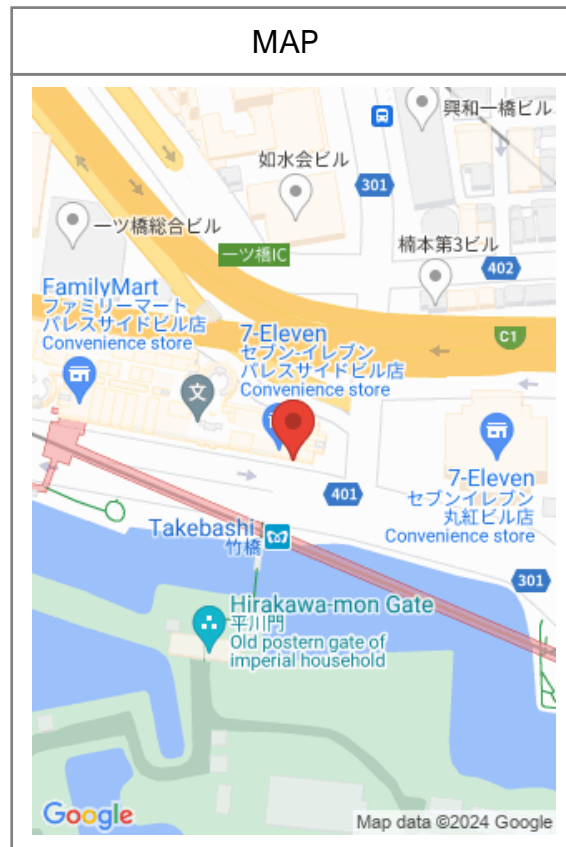 MAP
興和一橋ビル
如水会ビル
301
一ツ橋総合ビル
楠本第3ビル
一ツ橋IC
402
FamilyMart
ファミリーマート
パレスサイドビル店
Convenience store
7-Eleven
セブン-イレブン
パレスサイドビル店
Convenience store
C1
文
7-Eleven
セブンイレブン
丸紅ビル店
Convenience store
401
Takebashi
竹橋
301
Hirakawa-mon Gate
平川門
Old postern gate of
imperial household
Google
Map data ©2024 Google